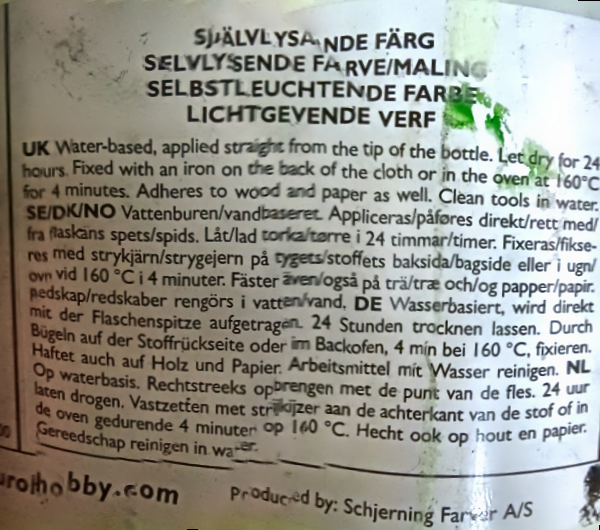 SJÄLVLYSANDE FÄRG
SELVLYSENDE FARVE/MALING
SELBSTLEUCHTENDE FARBE
LICHTGEVENDE VERF
UK Water-based, applied straight from the tip of the bottle. Let dry for 24
hours. Fixed with an iron on the back of the cloth or in the oven at 160°C
for 4 minutes. Adheres to wood and paper as well. Clean tools in water.
SE/DK/NO Vattenburen/vandbaseret. Appliceras/påføres direkt/rett med/
fra flaskans spets/spids. Låt/lad torka/tørre i 24 timmar/timer. Fixeras/fikse-
res med strykjärn/strygejern på tygets/stoffets baksida/bagside eller i ugn/
ovn vid 160 °C i 4 minuter. Fäster även/også på trä/træ och/og papper/papir.
Redskap/redskaber rengörs i vatten/vand. DE Wasserbasiert, wird direkt
mit der Flaschenspitze aufgetragen. 24 Stunden trocknen lassen. Durch
Bügeln auf der Stoffrückseite oder im Backofen, 4 min bei 160 °C, fixieren.
Haftet auch auf Holz und Papier. Arbeitsmittel mit Wasser reinigen. NL
Op waterbasis. Rechtstreeks opbrengen met de punt van de fles. 24 uur
laten drogen. Vastzetten met strijkijzer aan de achterkant van de stof of in
de oven gedurende 4 minuten op 160 °C. Hecht ook op hout en papier.
Gereedschap reinigen in water.
urohobby.com
Produced by: Schjerning Farver A/S